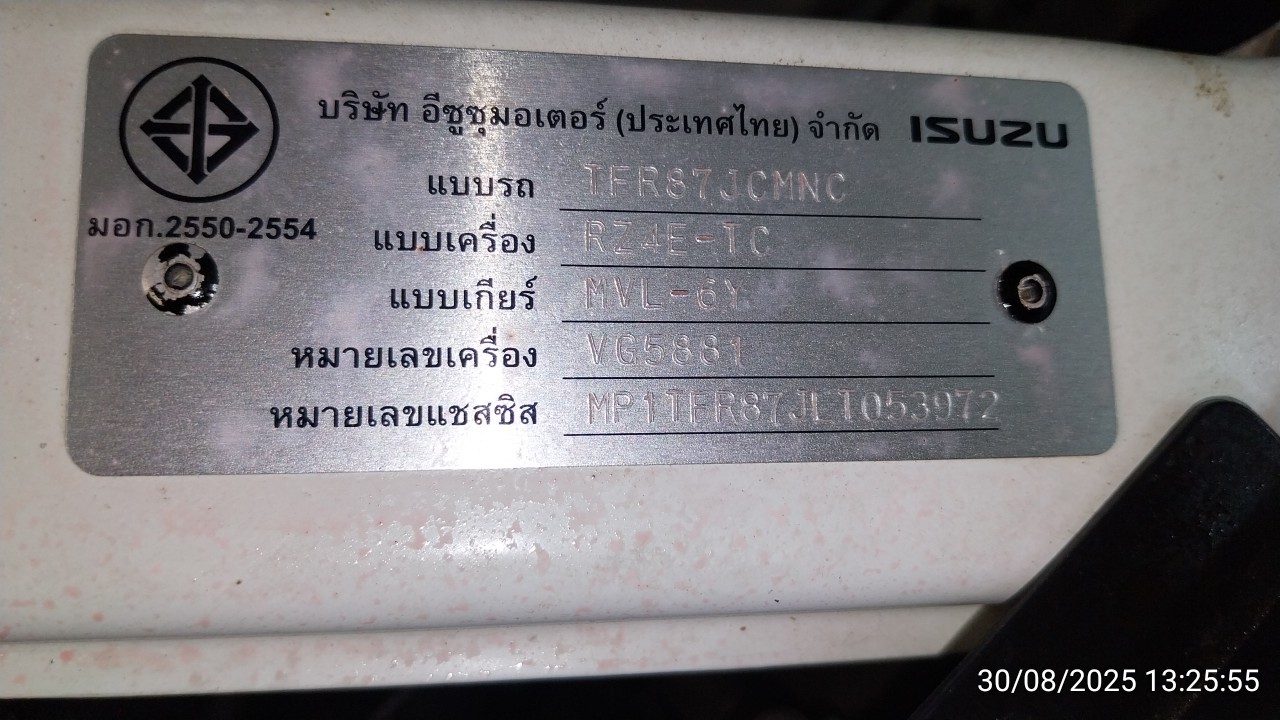 บริษัท อีซูซุมอเตอร์ (ประเทศไทย) จำกัด ISUZU
มอก.2550-2554
แบบรถ TFR87JCMNC
แบบเครื่อง RZ4E-TC
แบบเกียร์ MVL-6Y
หมายเลขเครื่อง VG5881
หมายเลขแชสซิส MP1TFR87JLT053972
30/08/2025 13:25:55